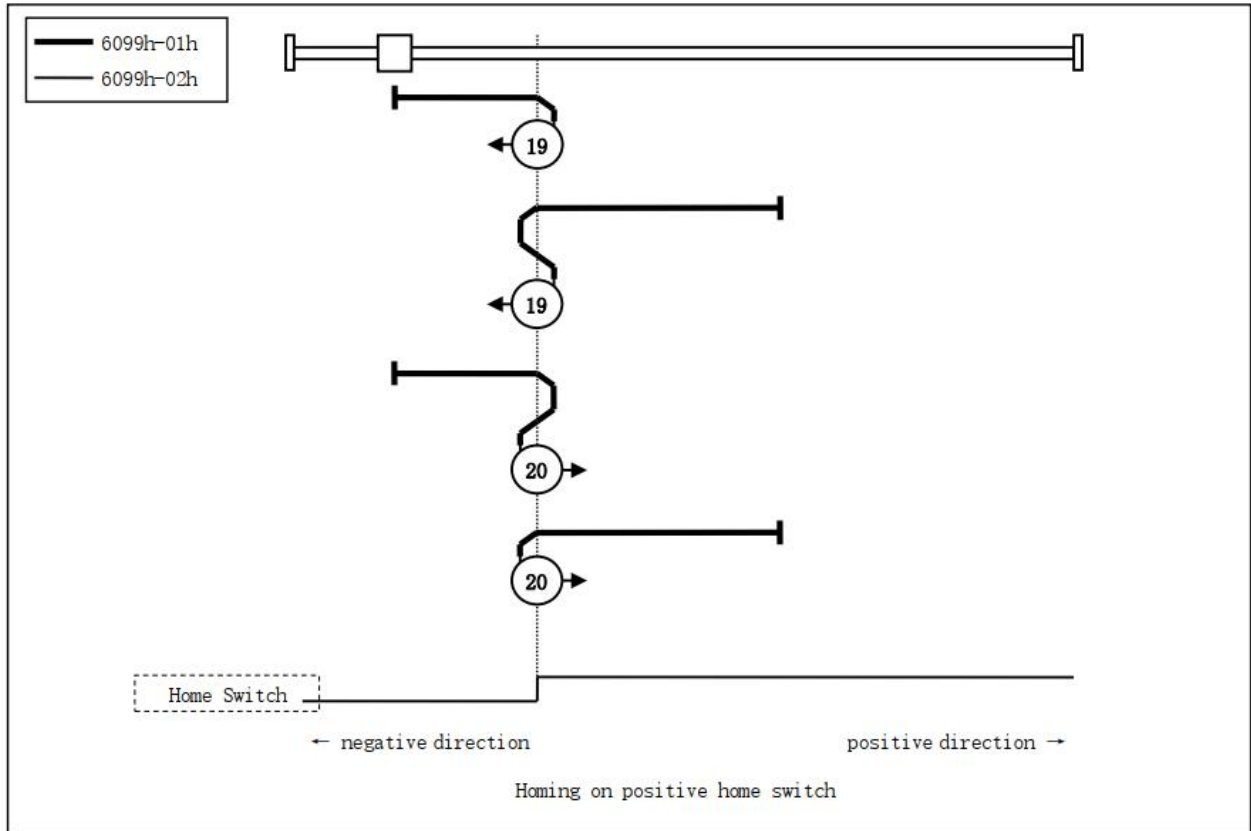 6099h-01h
6099h-02h
19
19
20
20
Home Switch
← negative direction positive direction →
Homing on positive home switch